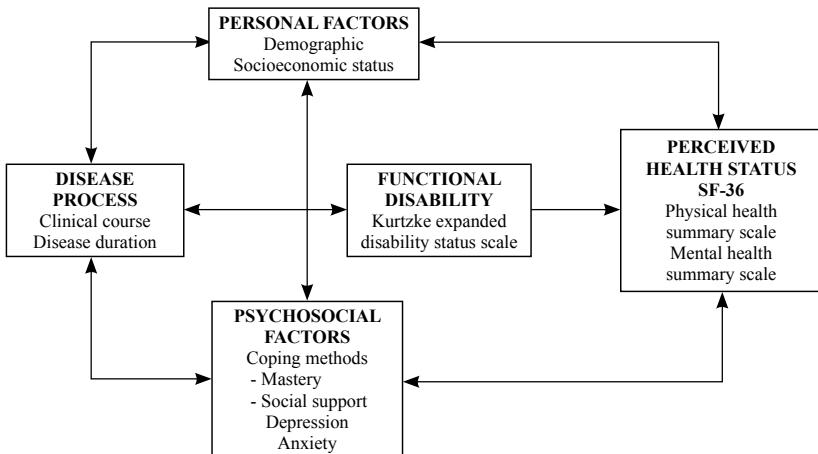 PERSONAL FACTORS
Demographic
Socioeconomic status
DISEASE
PROCESS
Clinical course
Disease duration
FUNCTIONAL
DISABILITY
Kurtzke expanded
disability status scale
PERCEIVED
HEALTH STATUS
SF-36
Physical health
summary scale
Mental health
summary scale
PSYCHOSOCIAL
FACTORS
Coping methods
- Mastery
- Social support
Depression
Anxiety